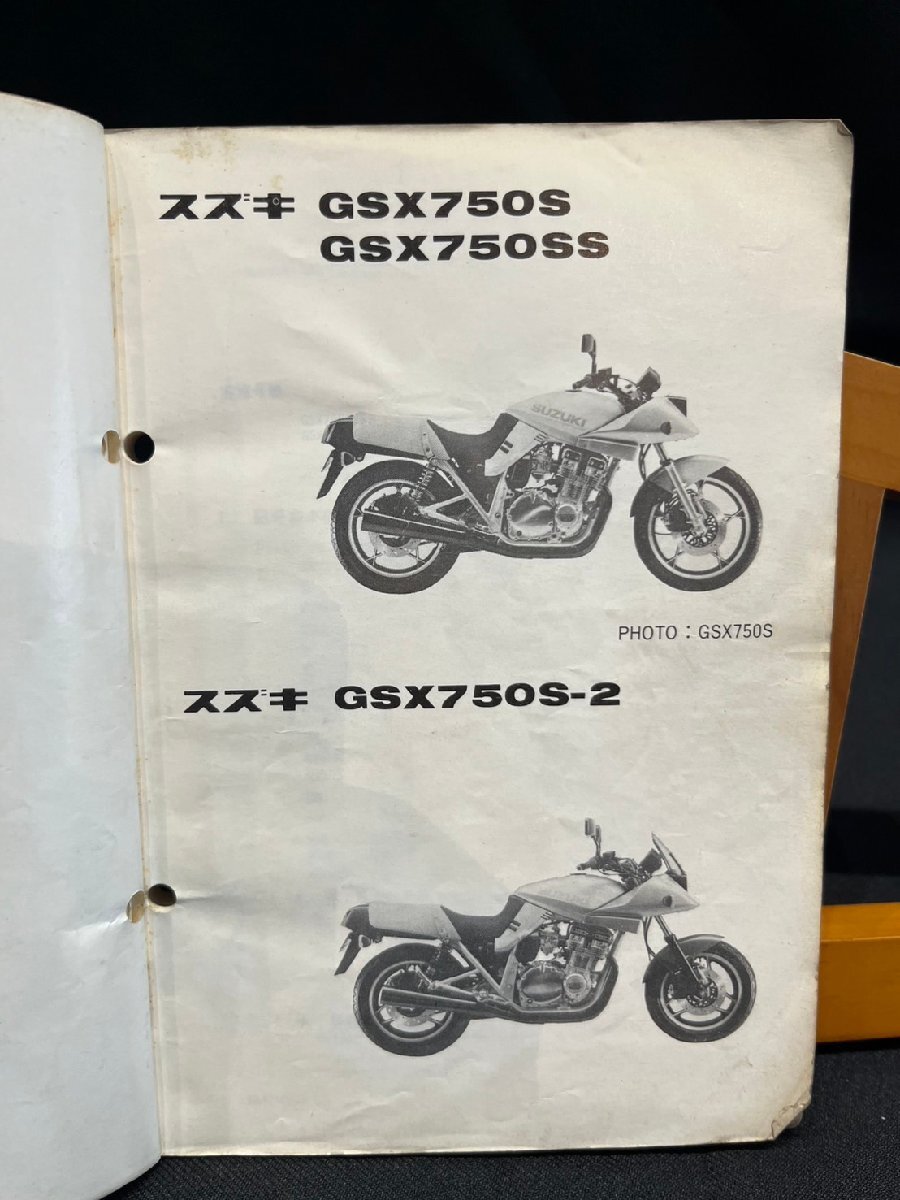 スズキ GSX750S
GSX750SS
SUZUKI
PHOTO：GSX750S
スズキ GSX750S-2